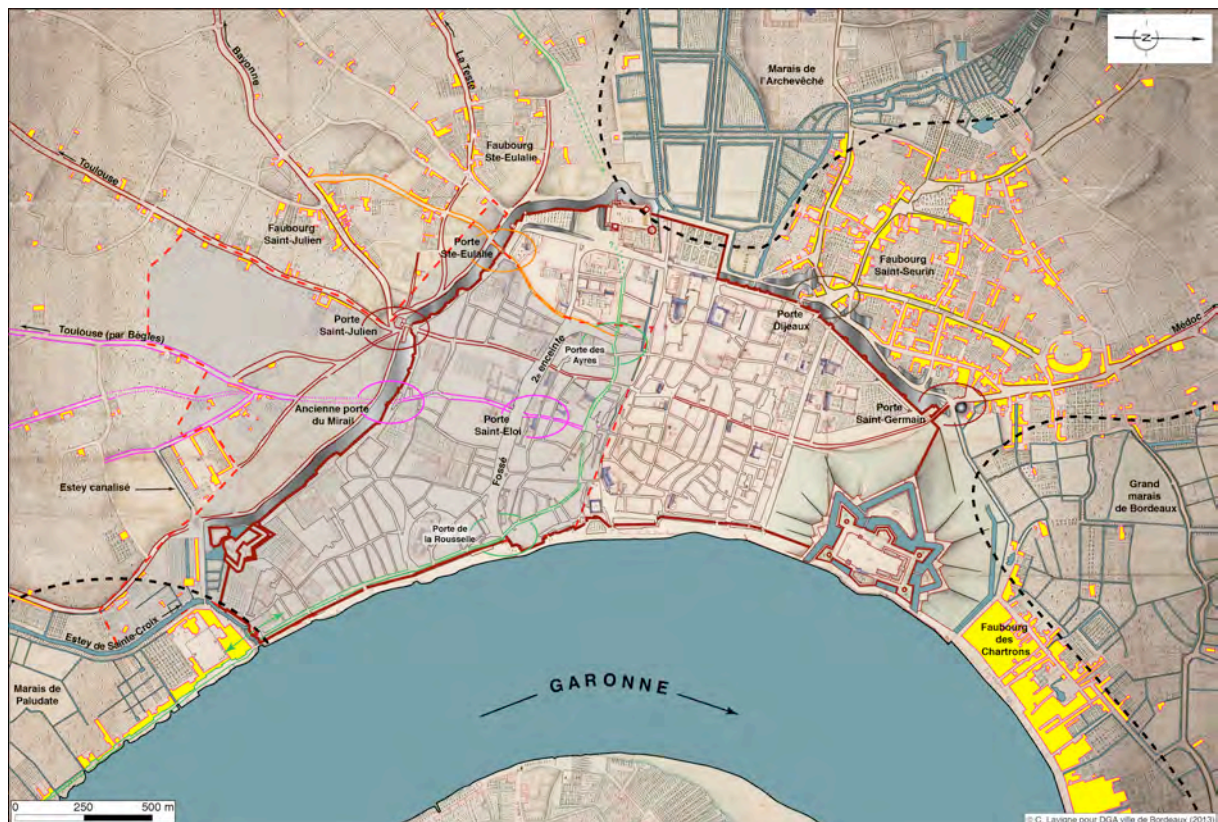 N
Bayonne
La Teste
Marais de
l'Archevêché
Faubourg
Ste-Eulalie
Toulouse
Faubourg
Saint-Julien
Porte
Ste-Eulalie
Faubourg
Saint-Seurin
Médoc
Porte
Dijeaux
Porte
Saint-Julien
Toulouse (par Bègles)
Porte des
Ayres
2e enceinte
Ancienne porte
du Mirail
Porte
Saint-Eloi
Porte
Saint-Germain
Fossé
Estey canalisé
Grand
marais
de Bordeaux
Porte de
la Rousselle
Estey de Sainte-Croix
Faubourg
des
Chartrons
Marais de
Paludate
GARONNE
0 250 500 m
© C. Lavigne pour DGA ville de Bordeaux (2013)